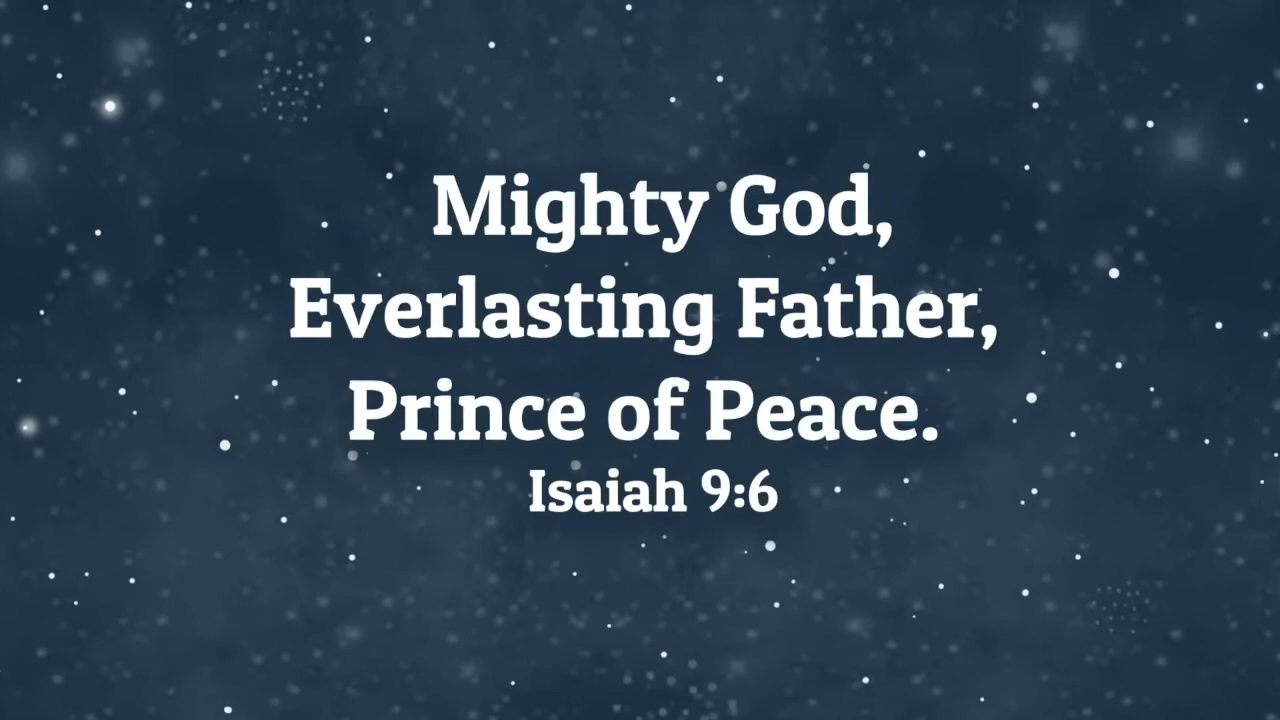 Mighty God,
Everlasting Father,
Prince of Peace.
Isaiah 9:6